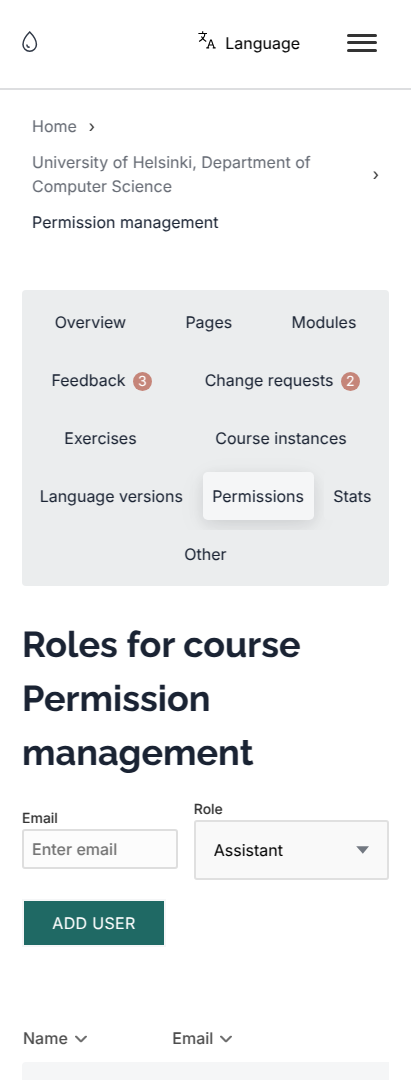 Language
Home ›
University of Helsinki, Department of
Computer Science ›
Permission management
Overview Pages Modules
Feedback 3 Change requests 2
Exercises Course instances
Language versions Permissions Stats
Other
Roles for course
Permission
management
Email Role
Enter email Assistant
ADD USER
Name Email